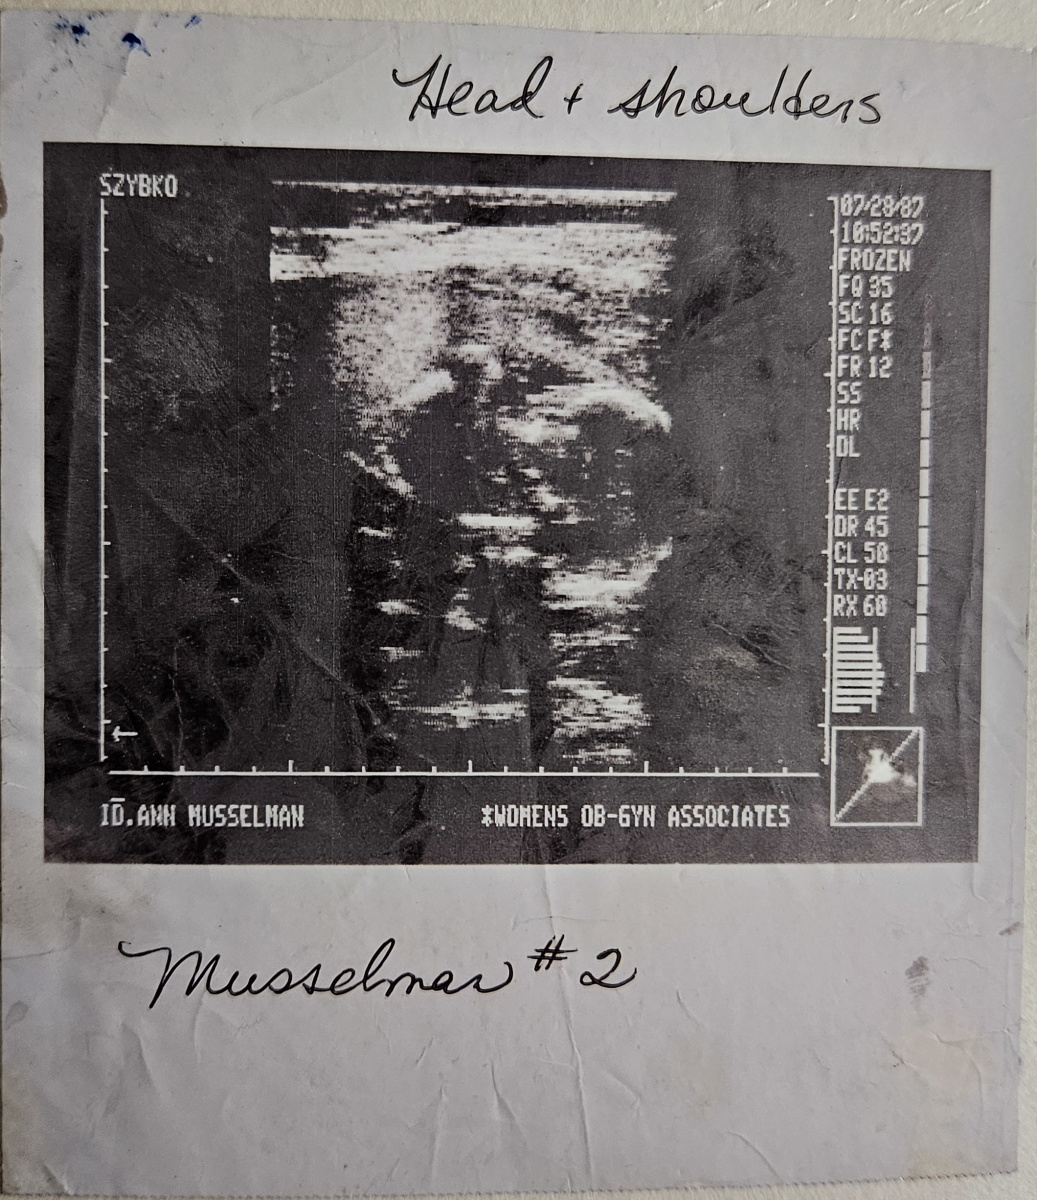 Head + shoulders
SZYBKO
07/28/87
10:52:37
FROZEN
FQ 35
SC 16
FC F*
FR 12
SS
HR
DL
EE E2
DR 45
CL 50
TX-03
RX 60
ID.ANN MUSSELMAN
*WOMENS OB-GYN ASSOCIATES
Musselman #2